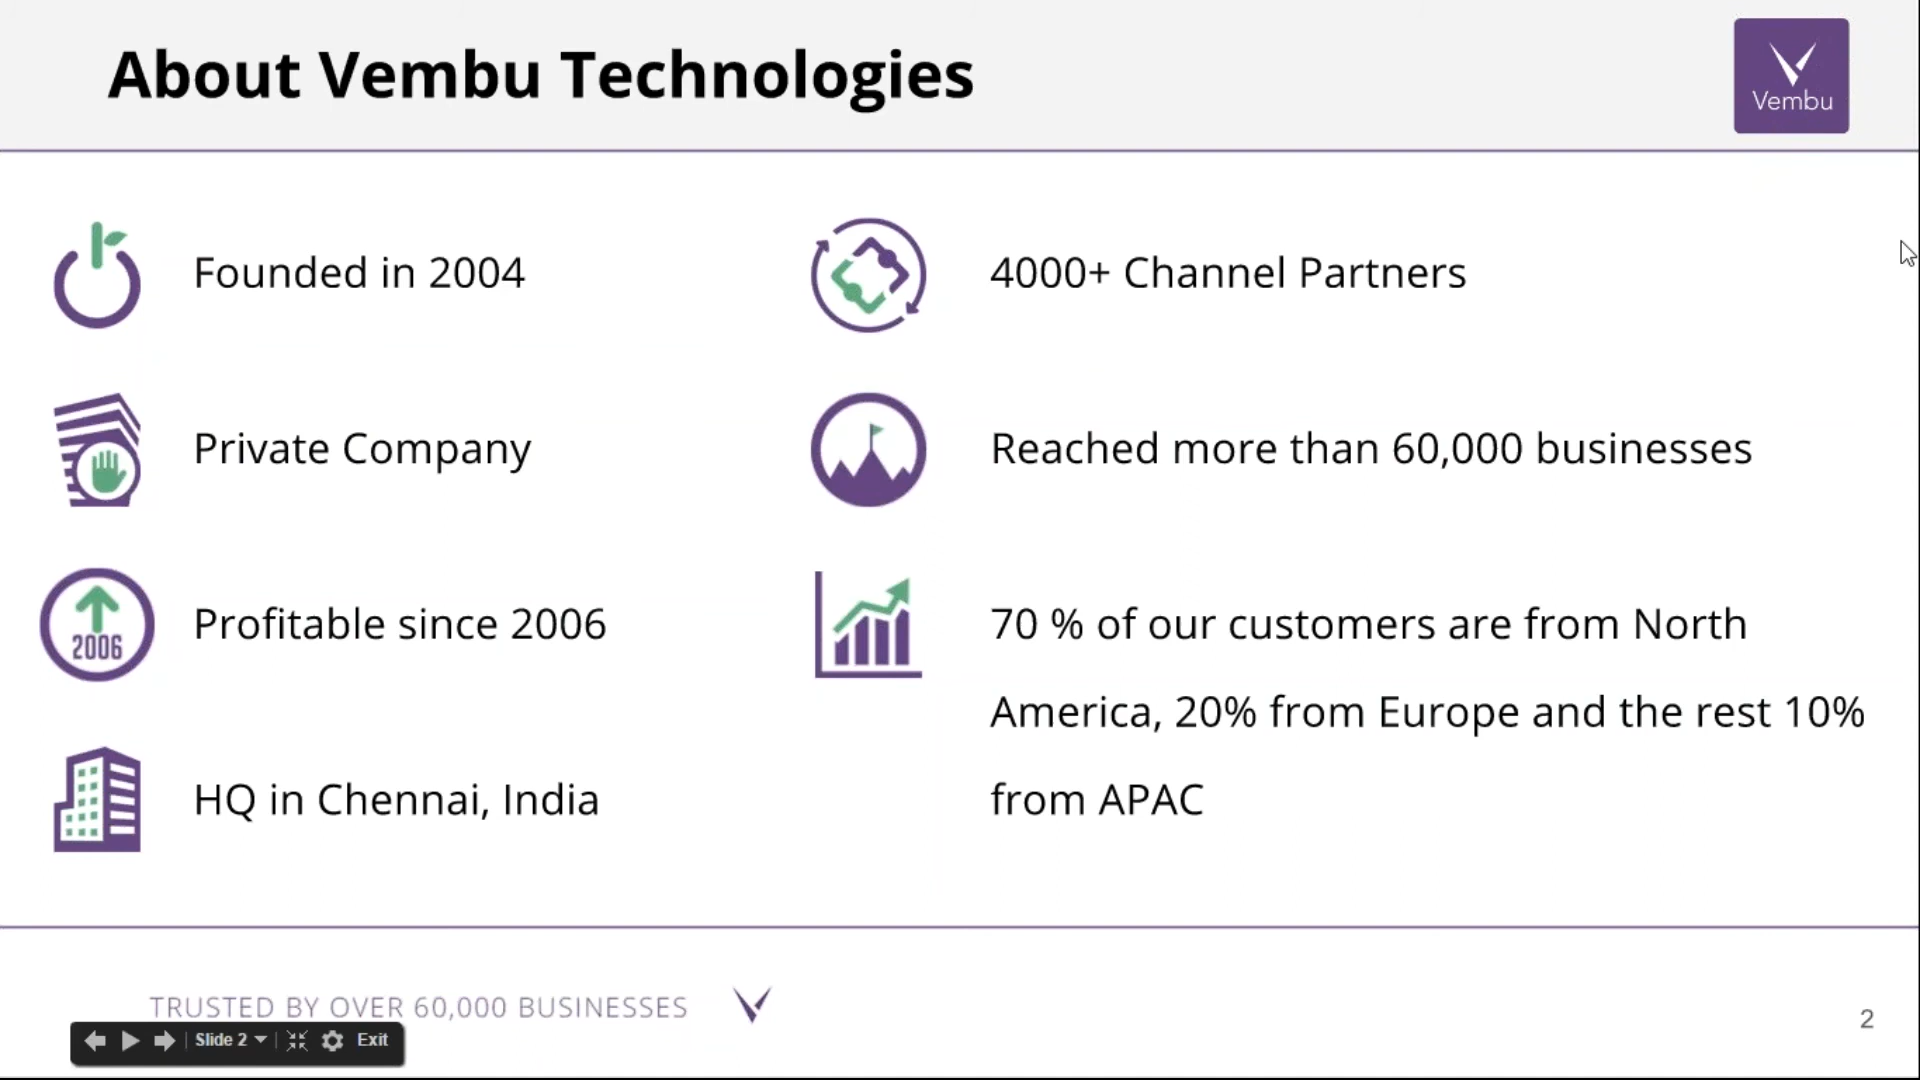 About Vembu Technologies
Vembu
Founded in 2004
Private Company
2006
Profitable since 2006
HQ in Chennai, India
4000+ Channel Partners
Reached more than 60,000 businesses
70 % of our customers are from North
America, 20% from Europe and the rest 10%
from APAC
TRUSTED BY OVER 60,000 BUSINESSES
2
Slide 2
Exit